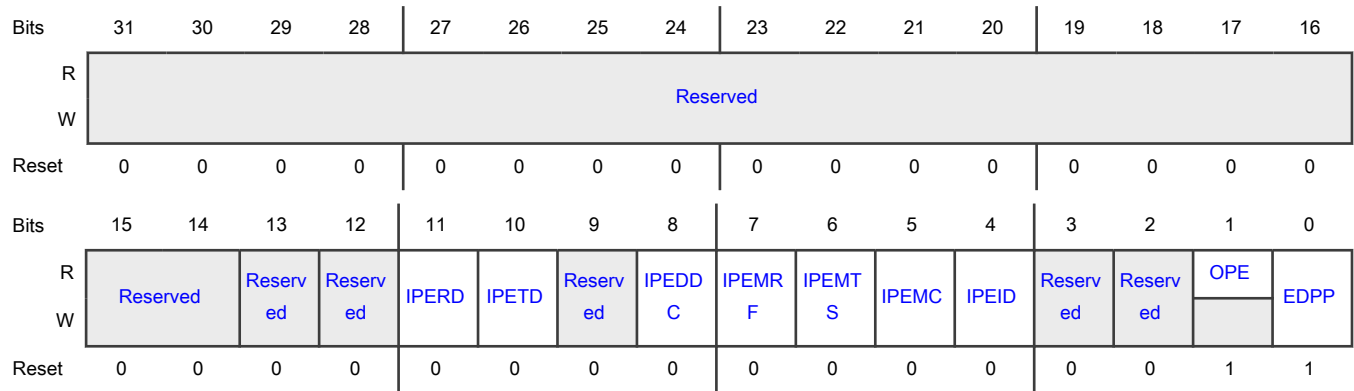 Bits 31 30 29 28 27 26 25 24 23 22 21 20 19 18 17 16
R
Reserved
W
Reset 0 0 0 0 0 0 0 0 0 0 0 0 0 0 0 0
Bits 15 14 13 12 11 10 9 8 7 6 5 4 3 2 1 0
R Reserv Reserv Reserv IPEDD IPEMR IPEMT Reserv Reserv OPE
Reserved IPERD IPETD IPEMC IPEID EDPP
W ed ed ed C F S ed ed
Reset 0 0 0 0 0 0 0 0 0 0 0 0 0 0 1 1